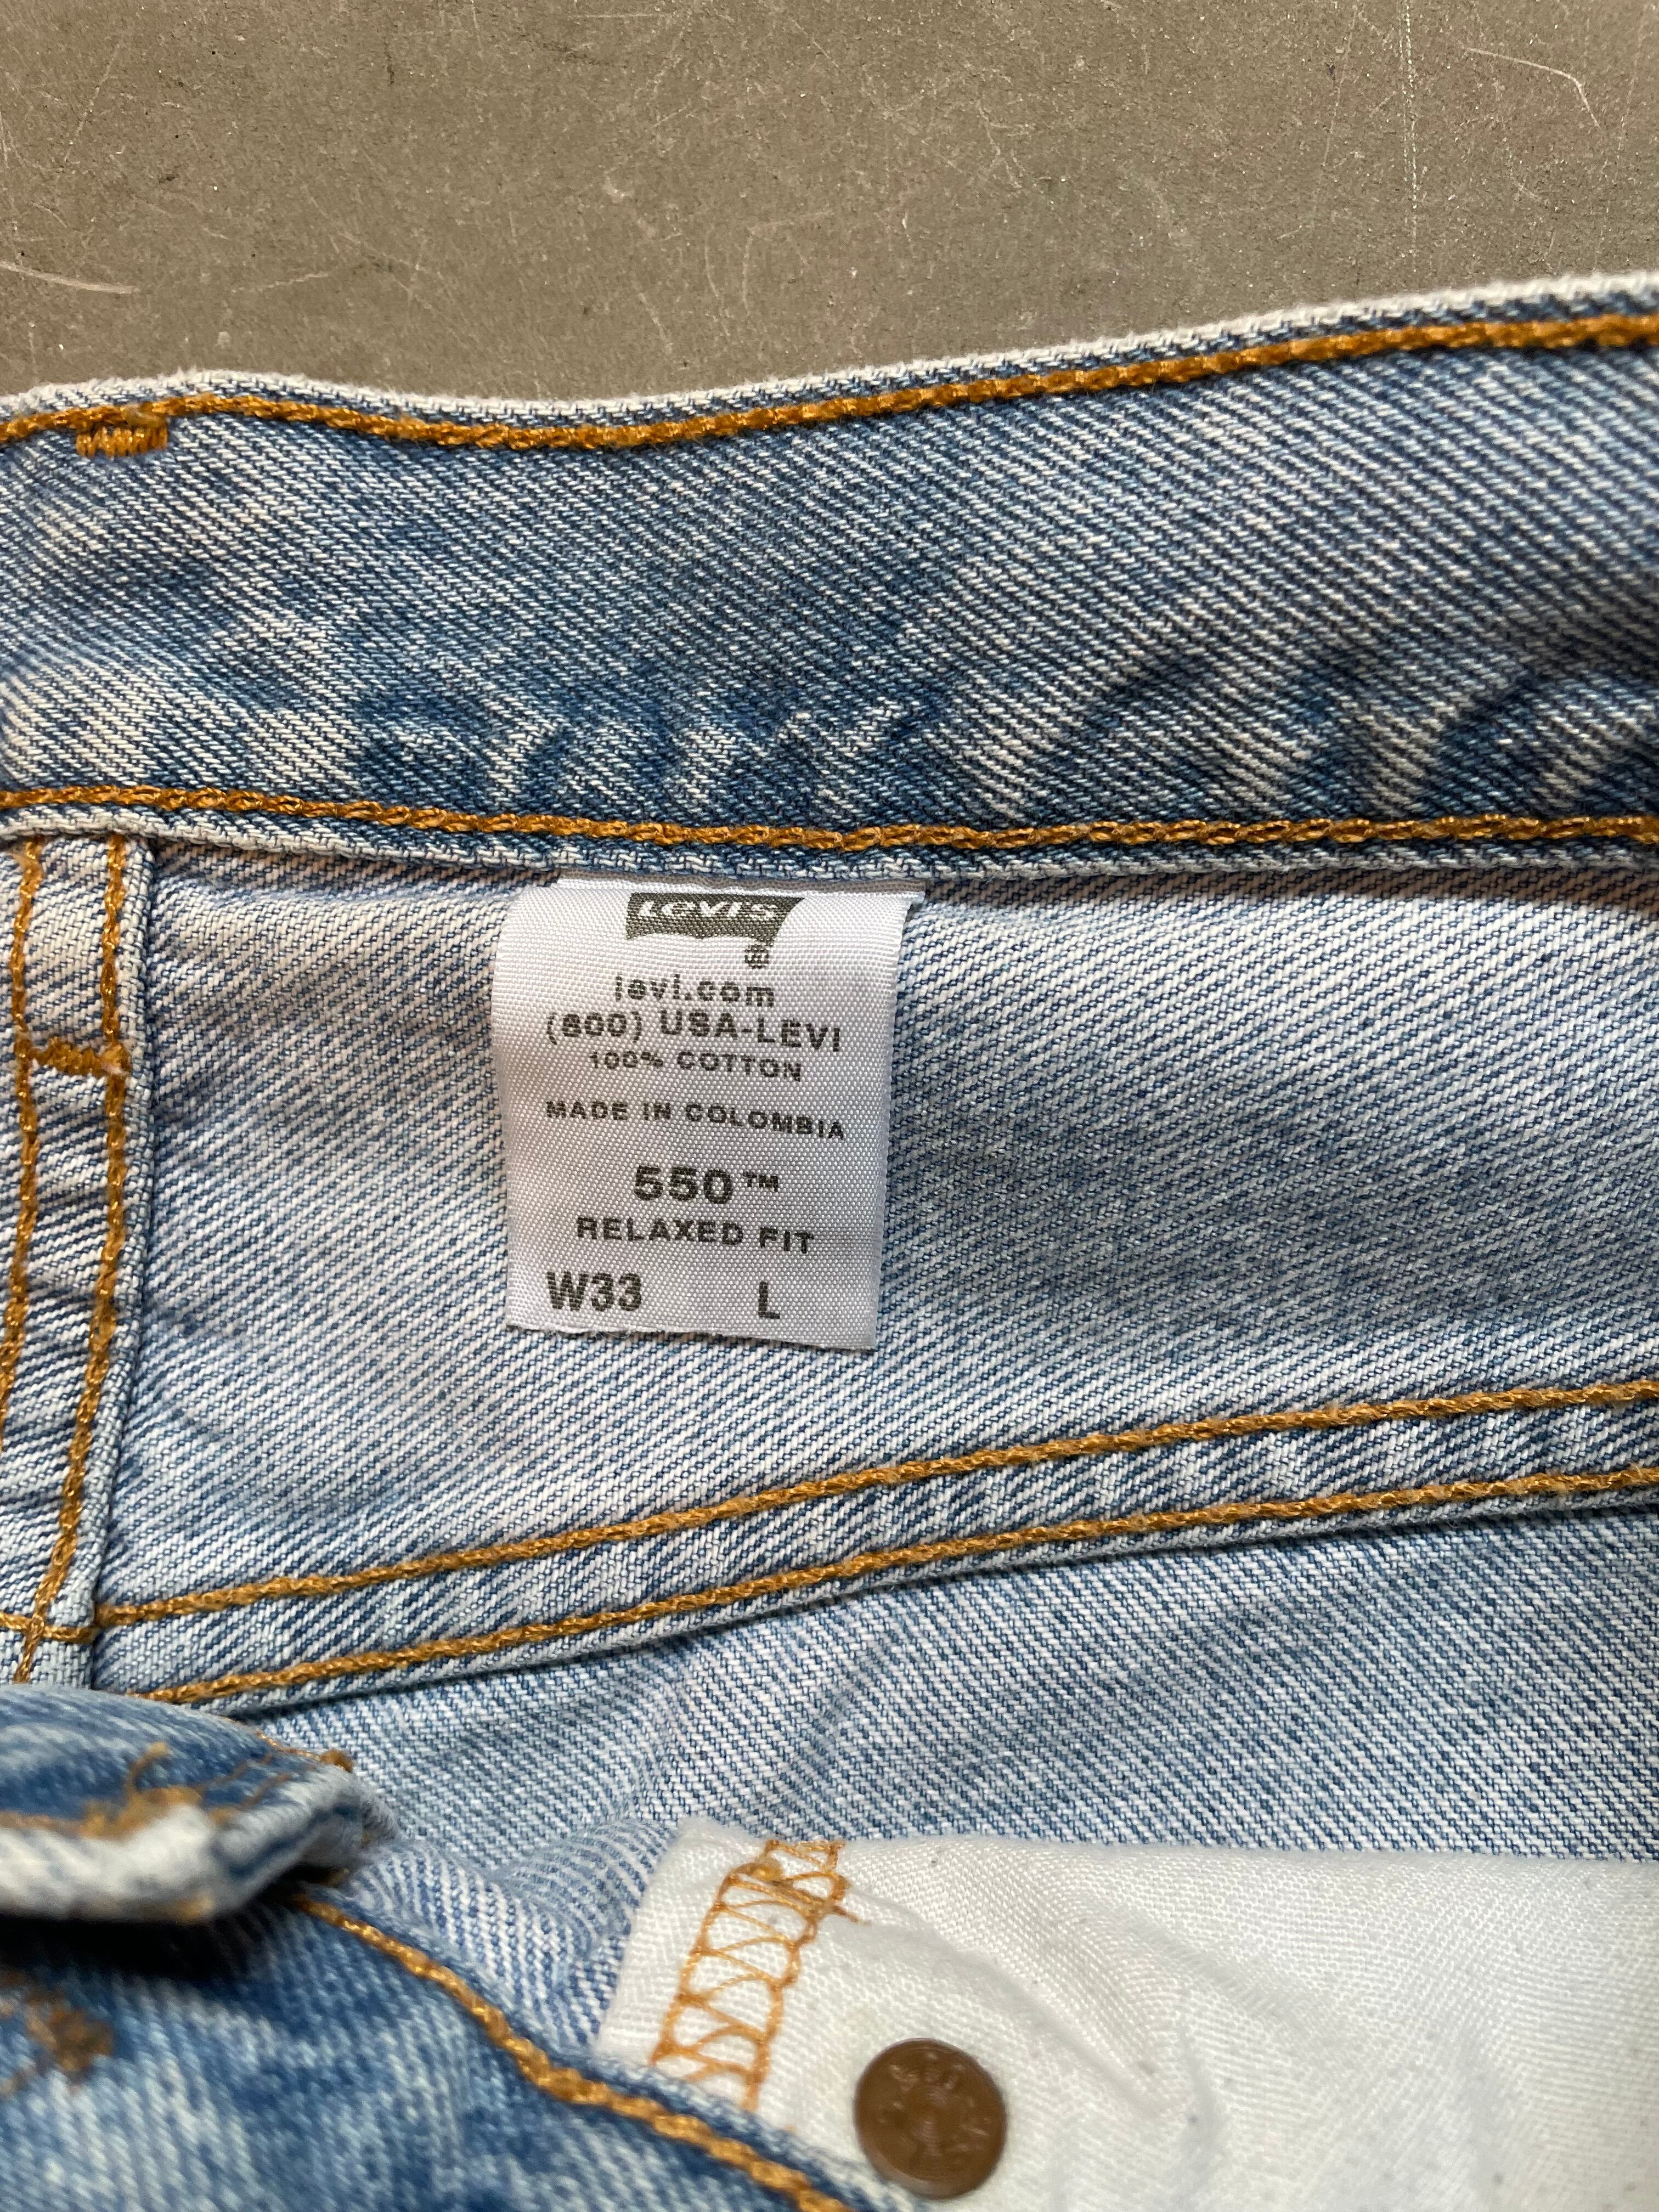 LEVI'S
®
levi.com
(800) USA-LEVI
100% COTTON
MADE IN COLOMBIA
550™
RELAXED FIT
W33 L